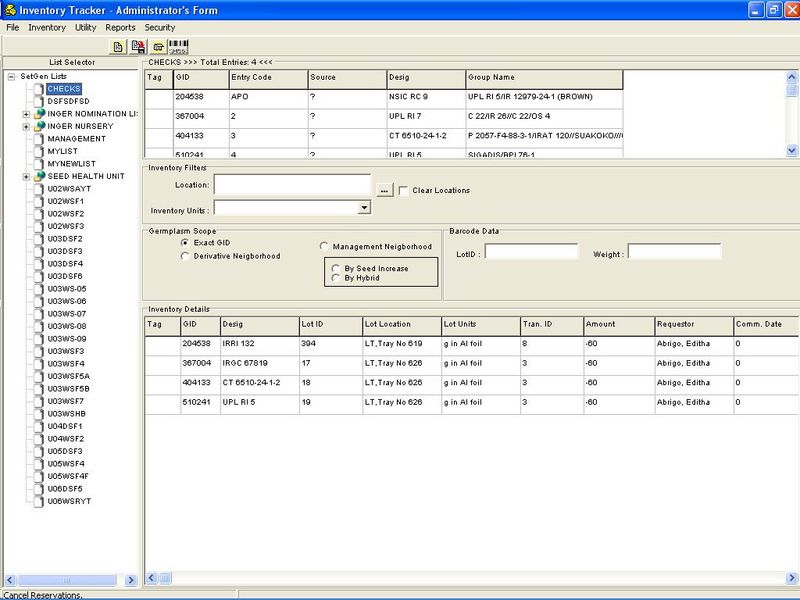 Inventory Tracker - Administrator's Form
File Inventory Utility Reports Security
List Selector
SetGen Lists
CHECKS
DSFSDFSD
INGER NOMINATION LI
INGER NURSERY
MANAGEMENT
MYLIST
MYNEWLIST
SEED HEALTH UNIT
U02WSAYT
U02WSF1
U02WSF2
U02WSF3
U03DSF2
U03DSF3
U03DSF4
U03DSF6
U03WS-05
U03WS-06
U03WS-07
U03WS-08
U03WS-09
U03WSF3
U03WSF4
U03WSF5A
U03WSF5B
U03WSF7
U03WSHB
U04DSF1
U04WSF2
U05DSF3
U05WSF4
U05WSF4F
U06DSF5
U06WSRYT
CHECKS >>> Total Entries: 4 <<<
Tag GID Entry Code Source Desig Group Name
204538 APO ? NSIC RC 9 UPL RI 5/IR 12979-24-1 (BROWN)
367004 2 ? UPL RI 7 C 22/IR 26//C 22/OS 4
404133 3 ? CT 6510-24-1-2 P 2057-F4-88-3-1/IRAT 120//SUAKOKO///
510241 4 ? UPL RI 5 SIGADIS/BPI 76-1
Inventory Filters
Location: ... Clear Locations
Inventory Units :
Germplasm Scope
Exact GID
Derivative Neigborhood
Management Neigborhood
By Seed Increase
By Hybrid
Barcode Data
LotID : Weight :
Inventory Details
Tag GID Desig Lot ID Lot Location Lot Units Tran. ID Amount Requestor Comm. Date
204538 IRRI 132 394 LT,Tray No 619 g in Al foil 8 -60 Abrigo, Editha 0
367004 IRGC 67819 17 LT,Tray No 626 g in Al foil 3 -60 Abrigo, Editha 0
404133 CT 6510-24-1-2 18 LT,Tray No 626 g in Al foil 3 -60 Abrigo, Editha 0
510241 UPL RI 5 19 LT,Tray No 626 g in Al foil 3 -60 Abrigo, Editha 0
Cancel Reservations.